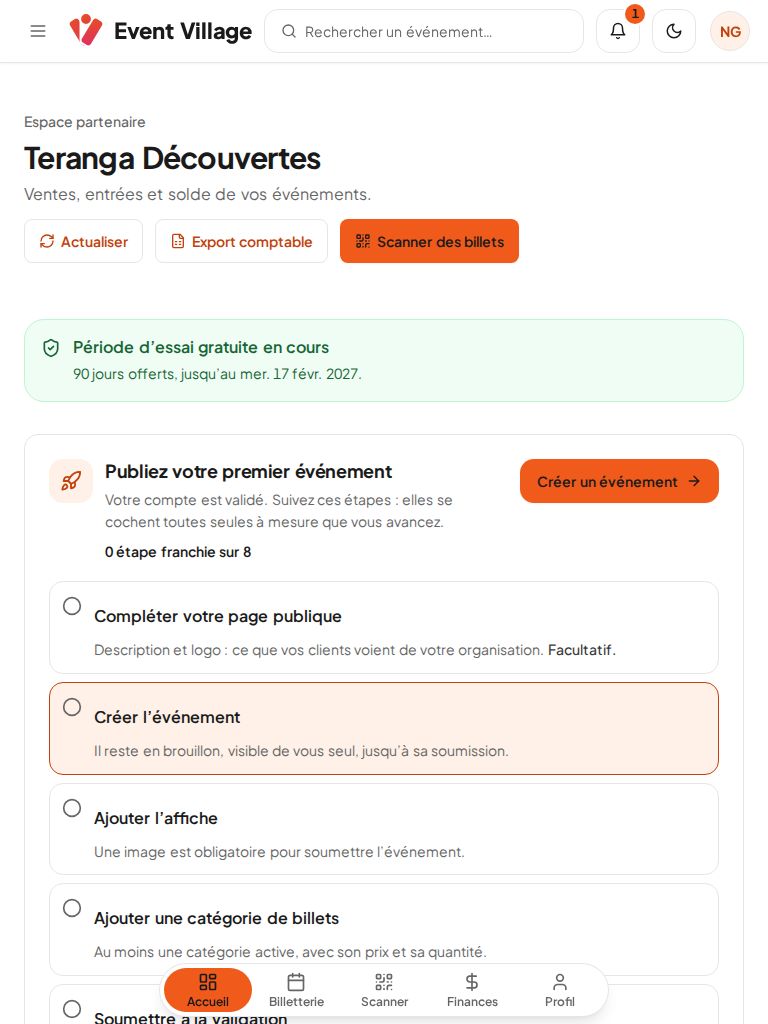 Event Village
Rechercher un événement...
1
NG
Espace partenaire
Teranga Découvertes
Ventes, entrées et solde de vos événements.
Actualiser
Export comptable
Scanner des billets
Période d’essai gratuite en cours
90 jours offerts, jusqu’au mer. 17 févr. 2027.
Publiez votre premier événement
Créer un événement
Votre compte est validé. Suivez ces étapes : elles se
cochent toutes seules à mesure que vous avancez.
0 étape franchie sur 8
Compléter votre page publique
Description et logo : ce que vos clients voient de votre organisation. Facultatif.
Créer l’événement
Il reste en brouillon, visible de vous seul, jusqu’à sa soumission.
Ajouter l’affiche
Une image est obligatoire pour soumettre l’événement.
Ajouter une catégorie de billets
Au moins une catégorie active, avec son prix et sa quantité.
Soumettre à la validation
Accueil
Billetterie
Scanner
Finances
Profil